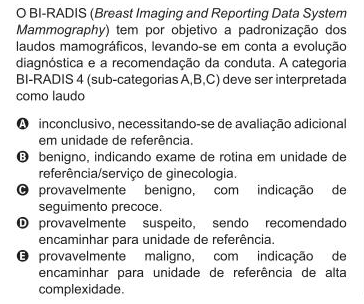 O BI-RADIS (Breast Imaging and Reporting Data System
Mammography) tem por objetivo a padronização dos
laudos mamográficos, levando-se em conta a evolução
diagnóstica e a recomendação da conduta. A categoria
BI-RADIS 4 (sub-categorias A,B,C) deve ser interpretada
como laudo
A inconclusivo, necessitando-se de avaliação adicional
em unidade de referência.
B benigno, indicando exame de rotina em unidade de
referência/serviço de ginecologia.
C provavelmente benigno, com indicação de
seguimento precoce.
D provavelmente suspeito, sendo recomendado
encaminhar para unidade de referência.
E provavelmente maligno, com indicação de
encaminhar para unidade de referência de alta
complexidade.